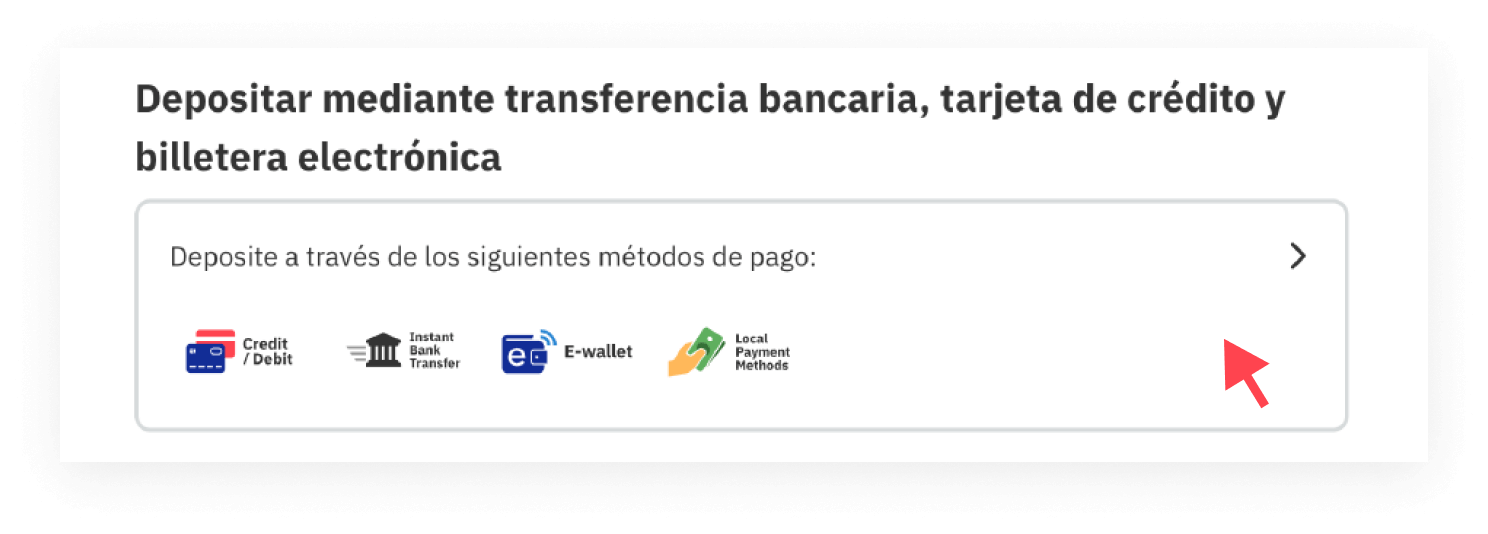 Depositar mediante transferencia bancaria, tarjeta de crédito y
billetera electrónica
Deposite a través de los siguientes métodos de pago:
Credit
/ Debit
Instant
Bank
Transfer
e
E-wallet
Local
Payment
Methods